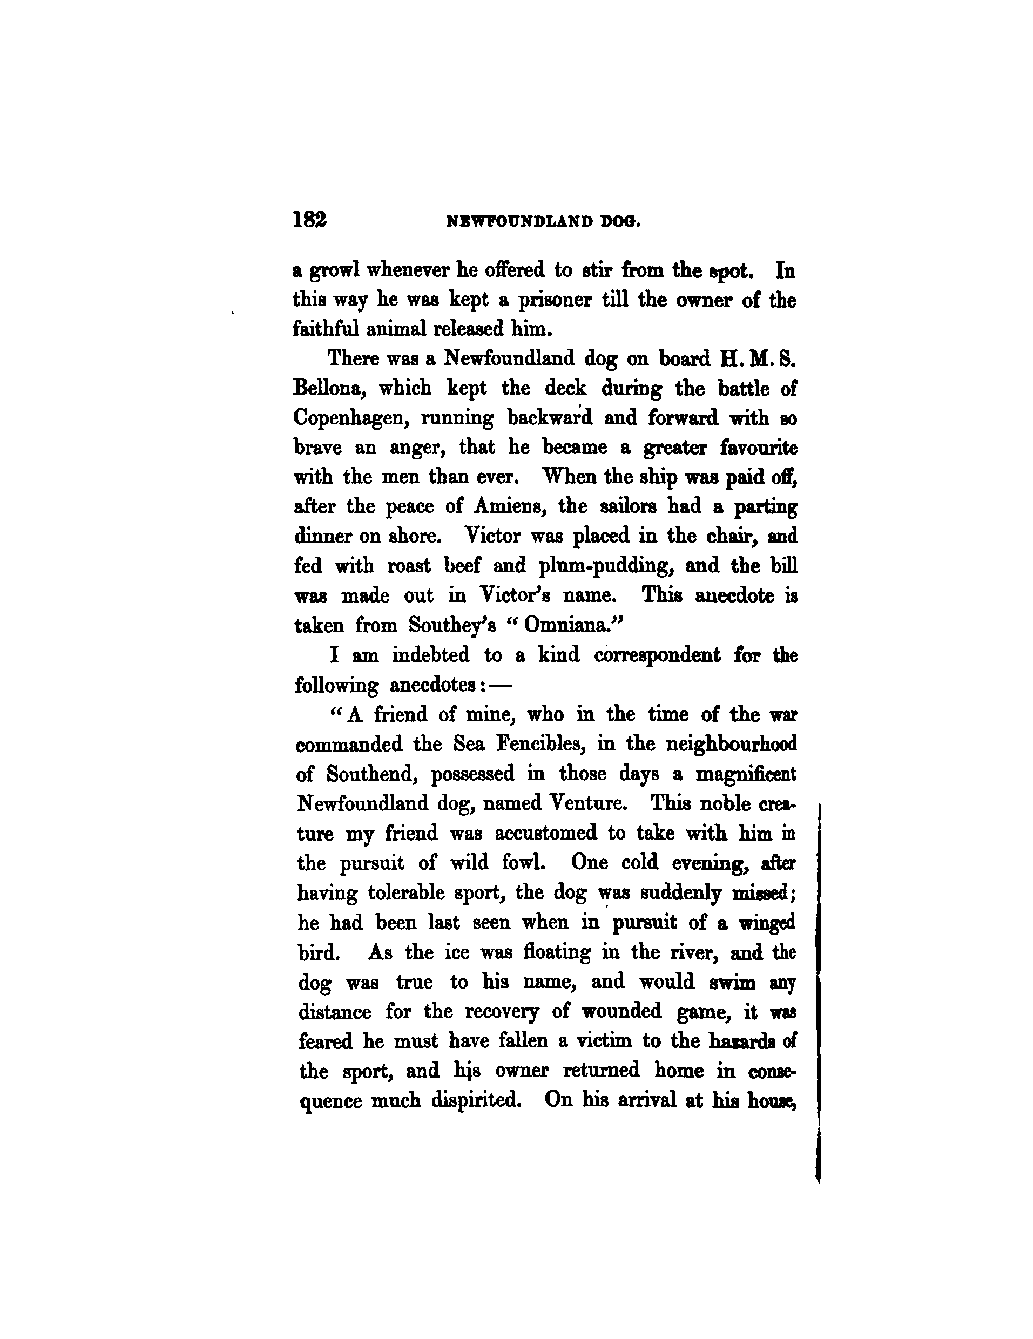 182 NEWFOUNDLAND DOG.
a growl whenever he offered to stir from the spot. In
this way he was kept a prisoner till the owner of the
faithful animal released him.
There was a Newfoundland dog on board H. M. S.
Bellona, which kept the deck during the battle of
Copenhagen, running backward and forward with so
brave an anger, that he became a greater favourite
with the men than ever. When the ship was paid off,
after the peace of Amiens, the sailors had a parting
dinner on shore. Victor was placed in the chair, and
fed with roast beef and plum-pudding, and the bill
was made out in Victor's name. This anecdote is
taken from Southey's “ Omniana.”
I am indebted to a kind correspondent for the
following anecdotes : —
“ A friend of mine, who in the time of the war
commanded the Sea Fencibles, in the neighbourhood
of Southend, possessed in those days a magnificent
Newfoundland dog, named Venture. This noble crea-
ture my friend was accustomed to take with him in
the pursuit of wild fowl. One cold evening, after
having tolerable sport, the dog was suddenly missed;
he had been last seen when in pursuit of a winged
bird. As the ice was floating in the river, and the
dog was true to his name, and would swim any
distance for the recovery of wounded game, it was
feared he must have fallen a victim to the hazards of
the sport, and his owner returned home in conse-
quence much dispirited. On his arrival at his house,